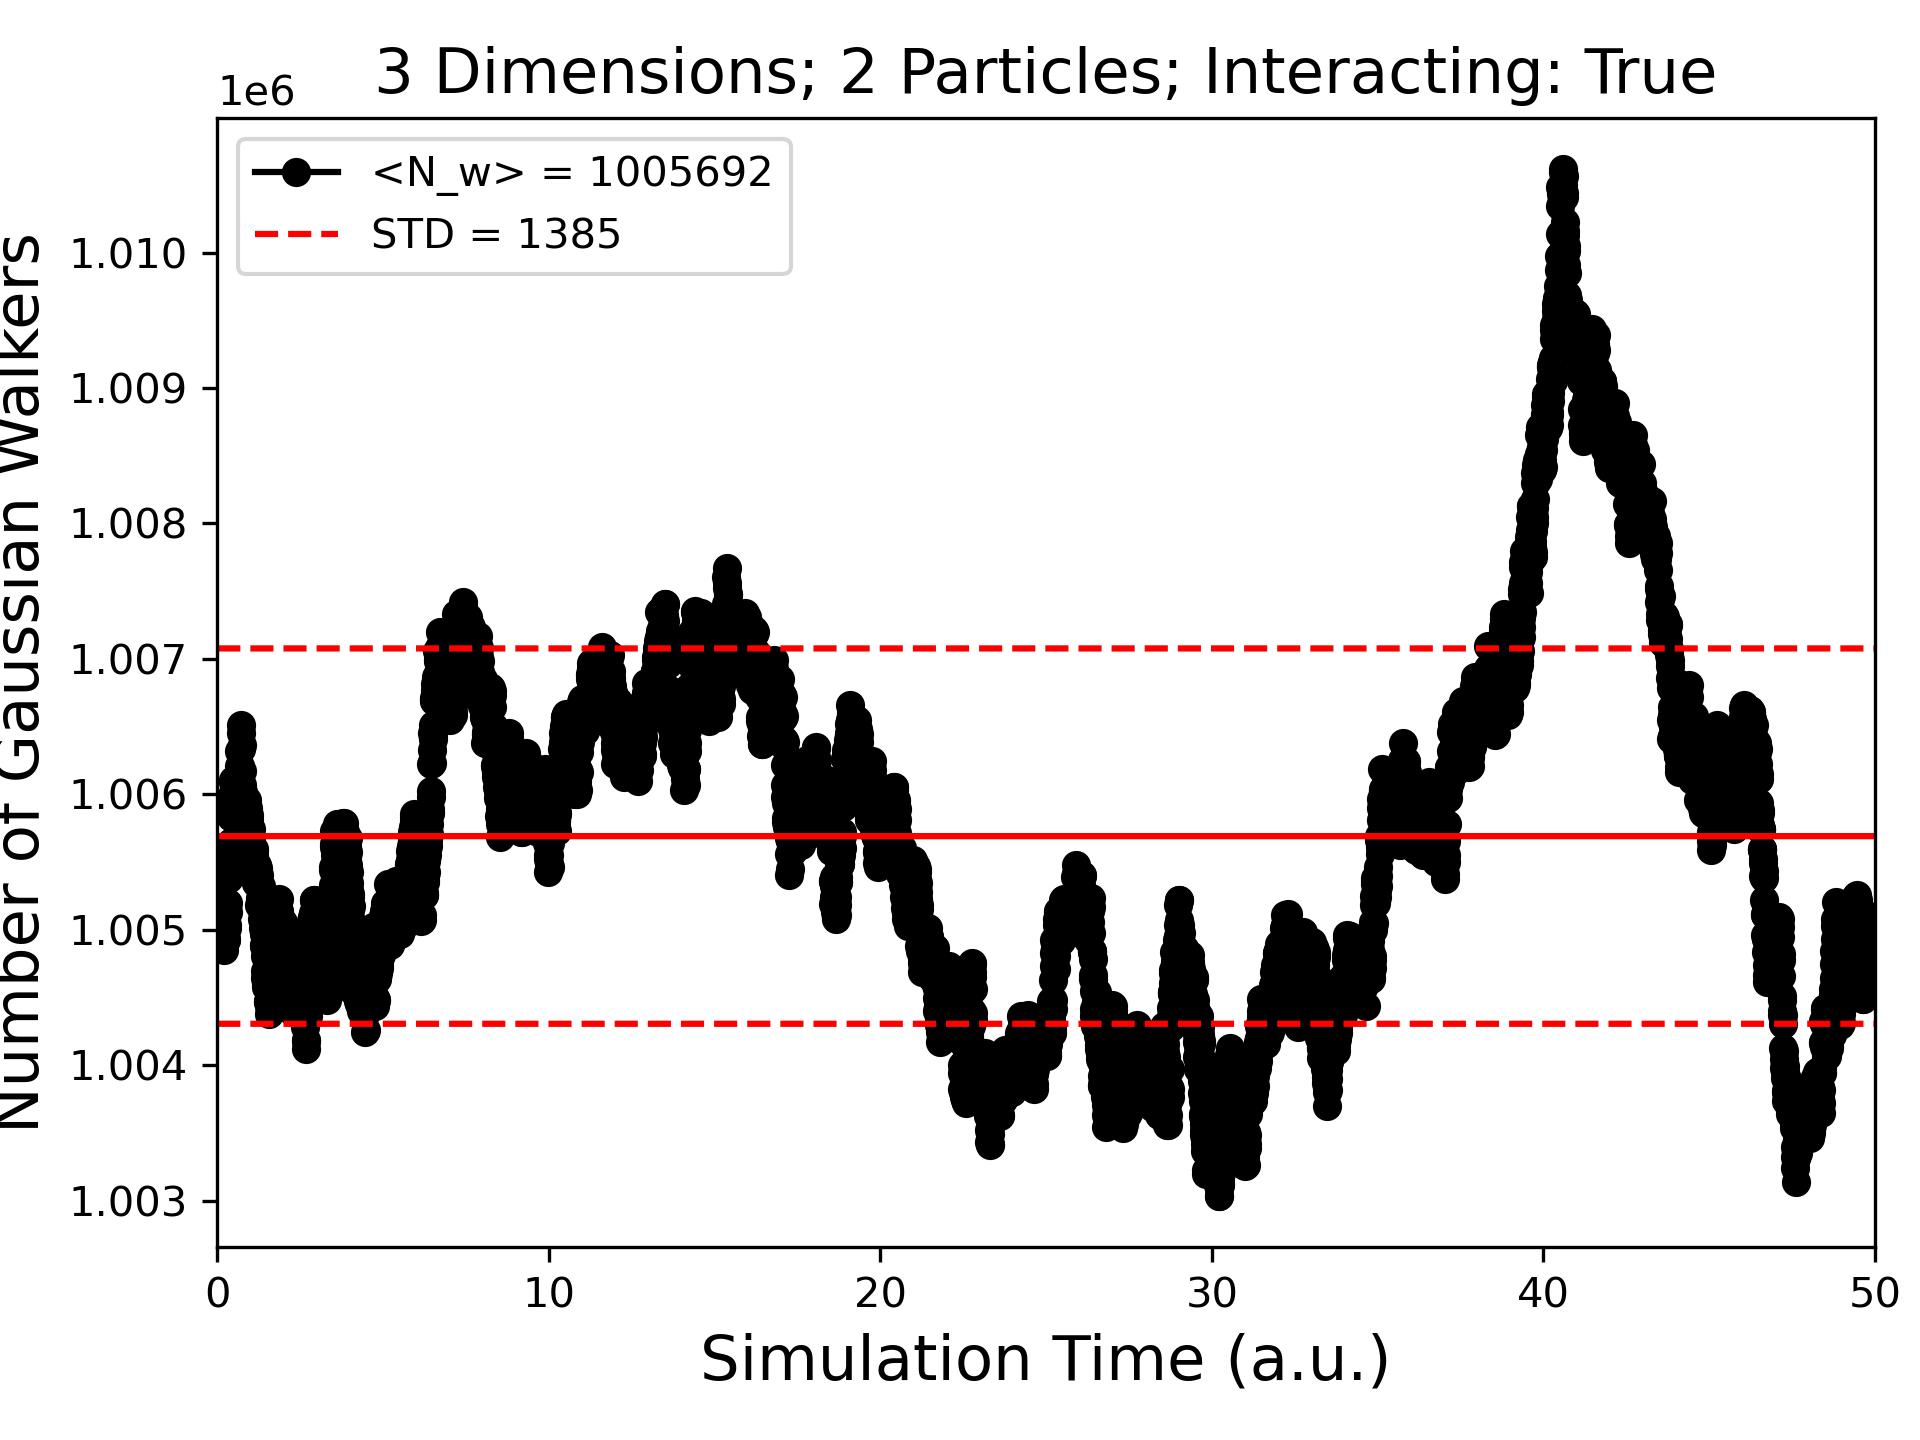 3 Dimensions; 2 Particles; Interacting: True
1e6
<N_w> = 1005692
STD = 1385
Number of Gaussian Walkers
1.010
1.009
1.008
1.007
1.006
1.005
1.004
1.003
0 10 20 30 40 50
Simulation Time (a.u.)